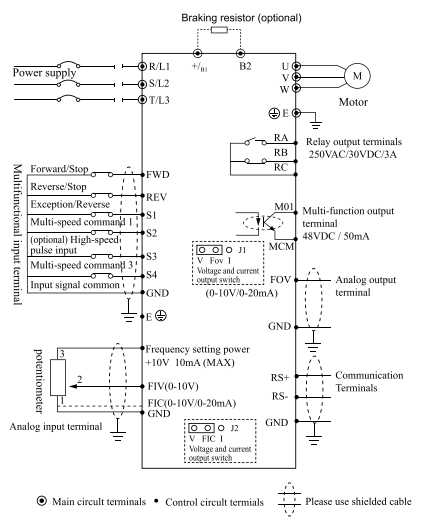 Braking resistor (optional)
+/B1
B2
R/L1
S/L2
T/L3
Power supply
U
V
W
M
Motor
E
RA
RB
RC
Relay output terminals
250VAC/30VDC/3A
Multifunctional input terminal
Forward/Stop
FWD
Reverse/Stop
REV
Exception/Reverse
S1
Multi-speed command 1
S2
(optional) High-speed
pulse input
S3
Multi-speed command 3
S4
Input signal common
GND
E
M01
MCM
Multi-function output
terminal
48VDC / 50mA
J1
V Fov I
Voltage and current
output switch
(0-10V/0-20mA)
FOV
Analog output
terminal
GND
potentiometer
3
2
1
Frequency setting power
+10V 10mA (MAX)
FIV(0-10V)
FIC(0-10V/0-20mA)
GND
Analog input terminal
RS+
RS-
Communication
Terminals
GND
J2
V FIC I
Voltage and current
output switch
Main circuit terminals
Control circuit termials
Please use shielded cable